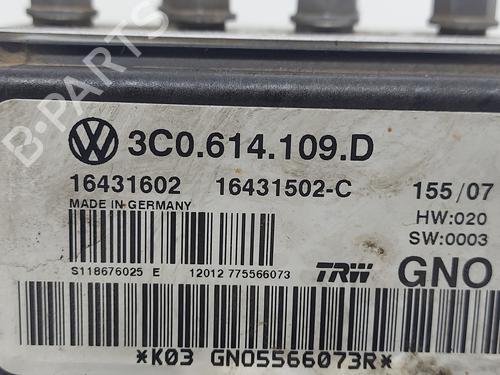 B-PARTS
3C0.614.109.D
16431602 16431502-C 155/07
MADE IN GERMANY HW:020
SW:0003
S118676025 E 12012 775566073 TRW GNO
*K03 GNO5566073R*